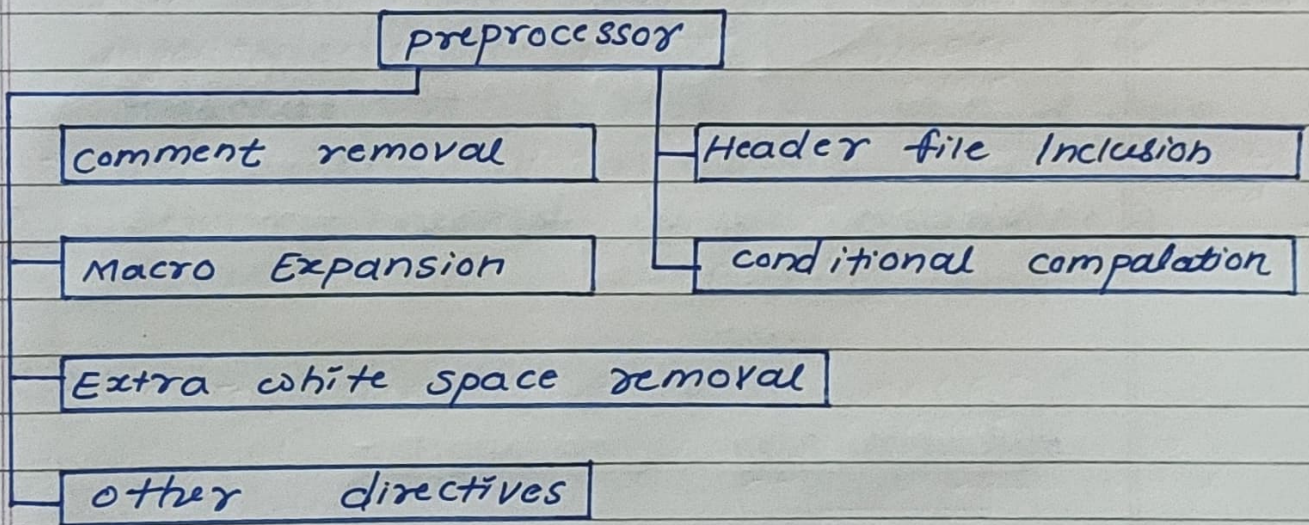 preprocessor
comment removal
Header file Inclusion
Macro Expansion
conditional compalation
Extra white space removal
other directives